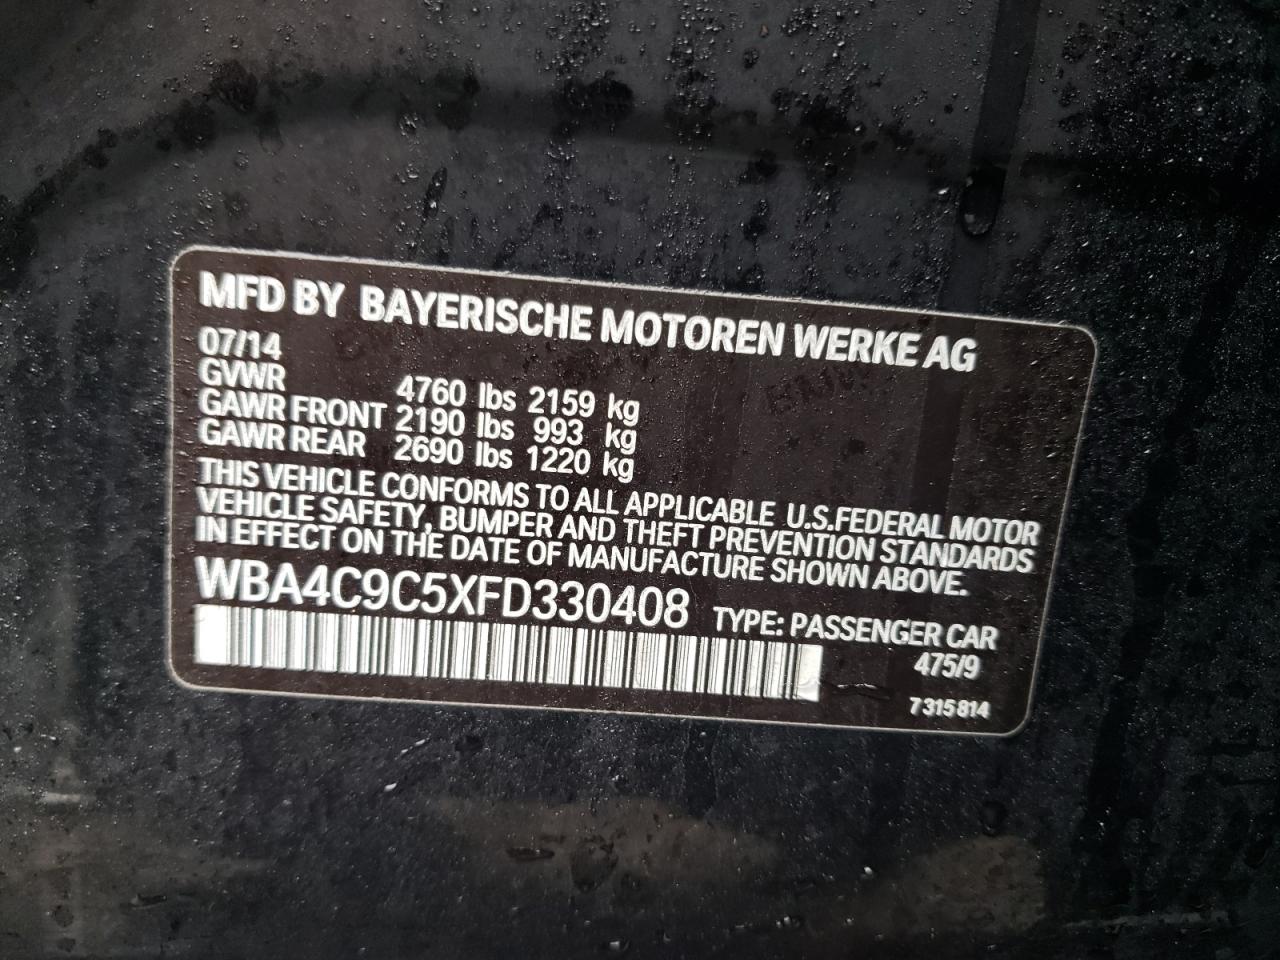 MFD BY BAYERISCHE MOTOREN WERKE AG
07/14
GVWR 4760 lbs 2159 kg
GAWR FRONT 2190 lbs 993 kg
GAWR REAR 2690 lbs 1220 kg
THIS VEHICLE CONFORMS TO ALL APPLICABLE U.S.FEDERAL MOTOR
VEHICLE SAFETY, BUMPER AND THEFT PREVENTION STANDARDS
IN EFFECT ON THE DATE OF MANUFACTURE SHOWN ABOVE.
WBA4C9C5XFD330408 TYPE: PASSENGER CAR
475/9
7 315 814